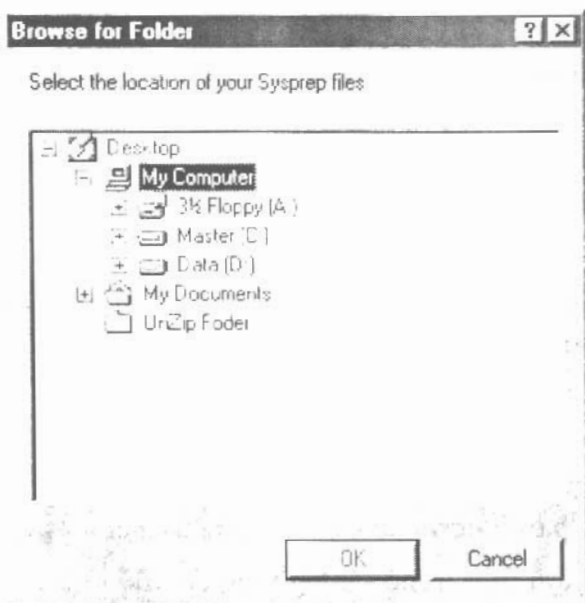 Browse for Folder
Select the location of your Sysprep files
Desktop
My Computer
3½ Floppy (A:)
Master (C:)
Data (D:)
My Documents
UnZip Foder
OK
Cancel